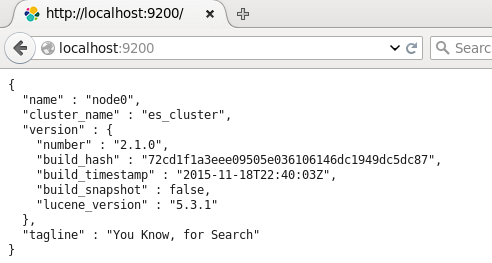 http://localhost:9200/
localhost:9200
Searc
{
  "name" : "node0",
  "cluster_name" : "es_cluster",
  "version" : {
    "number" : "2.1.0",
    "build_hash" : "72cd1f1a3eee09505e036106146dc1949dc5dc87",
    "build_timestamp" : "2015-11-18T22:40:03Z",
    "build_snapshot" : false,
    "lucene_version" : "5.3.1"
  },
  "tagline" : "You Know, for Search"
}